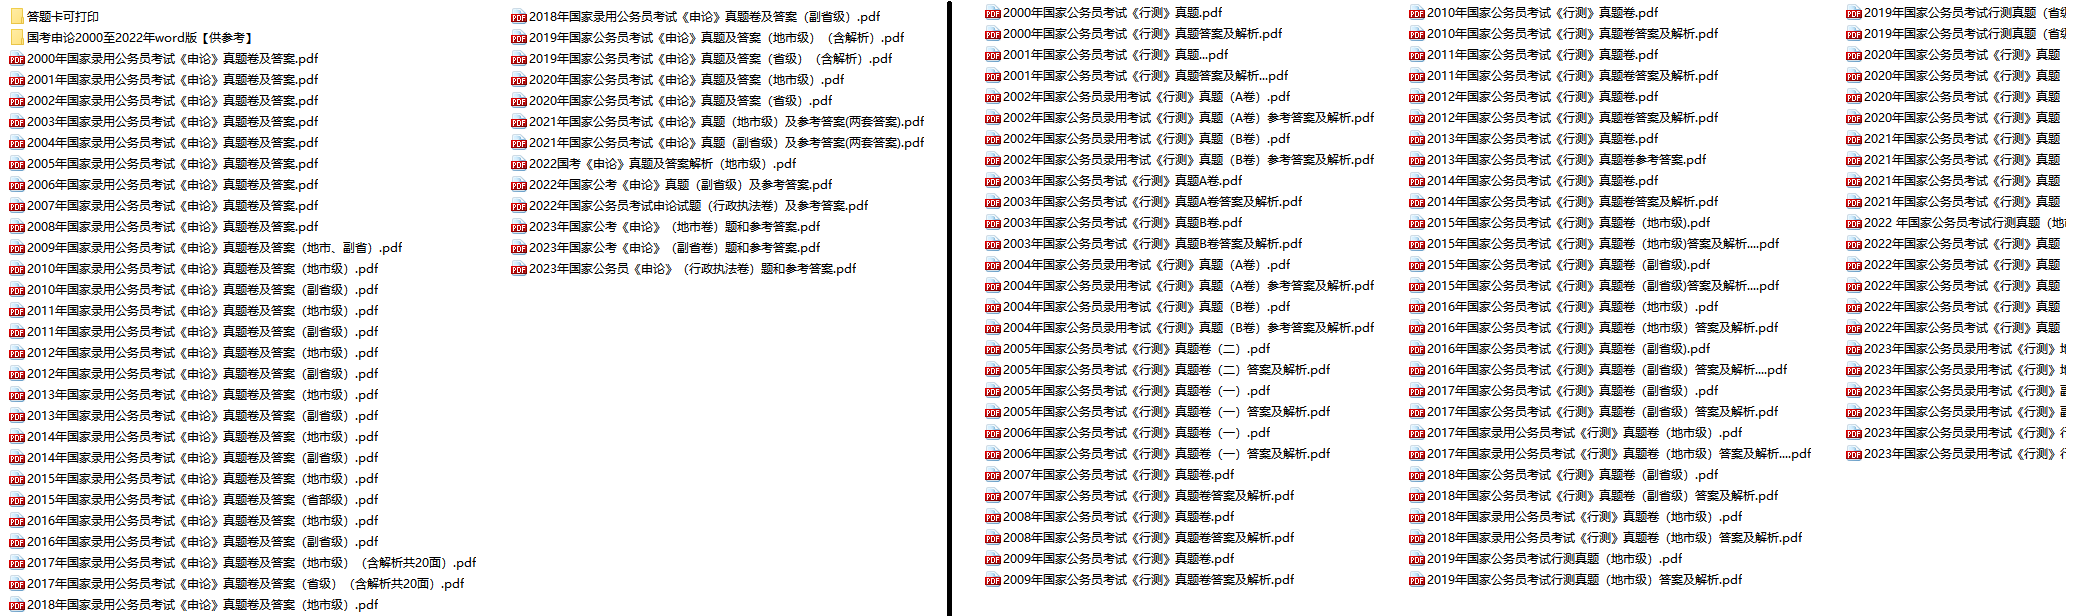 答题卡可打印
国考申论2000至2022年word版【供参考】
2000年国家录用公务员考试《申论》真题卷及答案.pdf
2001年国家录用公务员考试《申论》真题卷及答案.pdf
2002年国家录用公务员考试《申论》真题卷及答案.pdf
2003年国家录用公务员考试《申论》真题卷及答案.pdf
2004年国家录用公务员考试《申论》真题卷及答案.pdf
2005年国家录用公务员考试《申论》真题卷及答案.pdf
2006年国家录用公务员考试《申论》真题卷及答案.pdf
2007年国家录用公务员考试《申论》真题卷及答案.pdf
2008年国家录用公务员考试《申论》真题卷及答案.pdf
2009年国家录用公务员考试《申论》真题卷及答案（地市、副省）.pdf
2010年国家录用公务员考试《申论》真题卷及答案（地市级）.pdf
2010年国家录用公务员考试《申论》真题卷及答案（副省级）.pdf
2011年国家录用公务员考试《申论》真题卷及答案（地市级）.pdf
2011年国家录用公务员考试《申论》真题卷及答案（副省级）.pdf
2012年国家录用公务员考试《申论》真题卷及答案（地市级）.pdf
2012年国家录用公务员考试《申论》真题卷及答案（副省级）.pdf
2013年国家录用公务员考试《申论》真题卷及答案（地市级）.pdf
2013年国家录用公务员考试《申论》真题卷及答案（副省级）.pdf
2014年国家录用公务员考试《申论》真题卷及答案（地市级）.pdf
2014年国家录用公务员考试《申论》真题卷及答案（副省级）.pdf
2015年国家录用公务员考试《申论》真题卷及答案（地市级）.pdf
2015年国家录用公务员考试《申论》真题卷及答案（省部级）.pdf
2016年国家录用公务员考试《申论》真题卷及答案（地市级）.pdf
2016年国家录用公务员考试《申论》真题卷及答案（副省级）.pdf
2017年国家录用公务员考试《申论》真题卷及答案（地市级）（含解析共20面）.pdf
2017年国家录用公务员考试《申论》真题卷及答案（省级）（含解析共20面）.pdf
2018年国家录用公务员考试《申论》真题卷及答案（地市级）.pdf
2018年国家录用公务员考试《申论》真题卷及答案（副省级）.pdf
2019年国家公务员考试《申论》真题及答案（地市级）（含解析）.pdf
2019年国家公务员考试《申论》真题及答案（省级）（含解析）.pdf
2020年国家公务员考试《申论》真题及答案（地市级）.pdf
2020年国家公务员考试《申论》真题及答案（省级）.pdf
2021年国家公务员考试《申论》真题（地市级）及参考答案(两套答案).pdf
2021年国家公务员考试《申论》真题（副省级）及参考答案(两套答案).pdf
2022国考《申论》真题及答案解析（地市级）.pdf
2022年国家公考《申论》真题（副省级）及参考答案.pdf
2022年国家公务员考试申论试题（行政执法卷）及参考答案.pdf
2023年国家公考《申论》（地市卷）题和参考答案.pdf
2023年国家公考《申论》（副省卷）题和参考答案.pdf
2023年国家公务员《申论》（行政执法卷）题和参考答案.pdf
2000年国家公务员考试《行测》真题.pdf
2000年国家公务员考试《行测》真题答案及解析.pdf
2001年国家公务员考试《行测》真题...pdf
2001年国家公务员考试《行测》真题答案及解析...pdf
2002年国家公务员录用考试《行测》真题（A卷）.pdf
2002年国家公务员录用考试《行测》真题（A卷）参考答案及解析.pdf
2002年国家公务员录用考试《行测》真题（B卷）.pdf
2002年国家公务员录用考试《行测》真题（B卷）参考答案及解析.pdf
2003年国家公务员考试《行测》真题A卷.pdf
2003年国家公务员考试《行测》真题A卷答案及解析.pdf
2003年国家公务员考试《行测》真题B卷.pdf
2003年国家公务员考试《行测》真题B卷答案及解析.pdf
2004年国家公务员录用考试《行测》真题（A卷）.pdf
2004年国家公务员录用考试《行测》真题（A卷）参考答案及解析.pdf
2004年国家公务员录用考试《行测》真题（B卷）.pdf
2004年国家公务员录用考试《行测》真题（B卷）参考答案及解析.pdf
2005年国家公务员考试《行测》真题卷（二）.pdf
2005年国家公务员考试《行测》真题卷（二）答案及解析.pdf
2005年国家公务员考试《行测》真题卷（一）.pdf
2005年国家公务员考试《行测》真题卷（一）答案及解析.pdf
2006年国家公务员考试《行测》真题卷（一）.pdf
2006年国家公务员考试《行测》真题卷（一）答案及解析.pdf
2007年国家公务员考试《行测》真题卷.pdf
2007年国家公务员考试《行测》真题卷答案及解析.pdf
2008年国家公务员考试《行测》真题卷.pdf
2008年国家公务员考试《行测》真题卷答案及解析.pdf
2009年国家公务员考试《行测》真题卷.pdf
2009年国家公务员考试《行测》真题卷答案及解析.pdf
2010年国家公务员考试《行测》真题卷.pdf
2010年国家公务员考试《行测》真题卷答案及解析.pdf
2011年国家公务员考试《行测》真题卷.pdf
2011年国家公务员考试《行测》真题卷答案及解析.pdf
2012年国家公务员考试《行测》真题卷.pdf
2012年国家公务员考试《行测》真题卷答案及解析.pdf
2013年国家公务员考试《行测》真题卷.pdf
2013年国家公务员考试《行测》真题卷参考答案.pdf
2014年国家公务员考试《行测》真题卷.pdf
2014年国家公务员考试《行测》真题卷答案及解析.pdf
2015年国家公务员考试《行测》真题卷（地市级).pdf
2015年国家公务员考试《行测》真题卷（地市级)答案及解析....pdf
2015年国家公务员考试《行测》真题卷（副省级).pdf
2015年国家公务员考试《行测》真题卷（副省级)答案及解析....pdf
2016年国家公务员考试《行测》真题卷（地市级）.pdf
2016年国家公务员考试《行测》真题卷（地市级）答案及解析.pdf
2016年国家公务员考试《行测》真题卷（副省级).pdf
2016年国家公务员考试《行测》真题卷（副省级）答案及解析....pdf
2017年国家公务员考试《行测》真题卷（副省级）.pdf
2017年国家公务员考试《行测》真题卷（副省级）答案及解析.pdf
2017年国家录用公务员考试《行测》真题卷（地市级）.pdf
2017年国家录用公务员考试《行测》真题卷（地市级）答案及解析....pdf
2018年国家公务员考试《行测》真题卷（副省级）.pdf
2018年国家公务员考试《行测》真题卷（副省级）答案及解析.pdf
2018年国家录用公务员考试《行测》真题卷（地市级）.pdf
2018年国家录用公务员考试《行测》真题卷（地市级）答案及解析.pdf
2019年国家公务员考试行测真题（地市级）.pdf
2019年国家公务员考试行测真题（地市级）答案及解析.pdf
2019年国家公务员考试行测真题（省
2019年国家公务员考试行测真题（省
2020年国家公务员考试《行测》真题
2020年国家公务员考试《行测》真题
2020年国家公务员考试《行测》真题
2020年国家公务员考试《行测》真题
2021年国家公务员考试《行测》真题
2021年国家公务员考试《行测》真题
2021年国家公务员考试《行测》真题
2021年国家公务员考试《行测》真题
2022 年国家公务员考试行测真题（地
2022年国家公务员考试《行测》真题
2022年国家公务员考试《行测》真题
2022年国家公务员考试《行测》真题
2022年国家公务员考试《行测》真题
2022年国家公务员考试《行测》真题
2023年国家公务员录用考试《行测》
2023年国家公务员录用考试《行测》
2023年国家公务员录用考试《行测》
2023年国家公务员录用考试《行测》
2023年国家公务员录用考试《行测》
2023年国家公务员录用考试《行测》